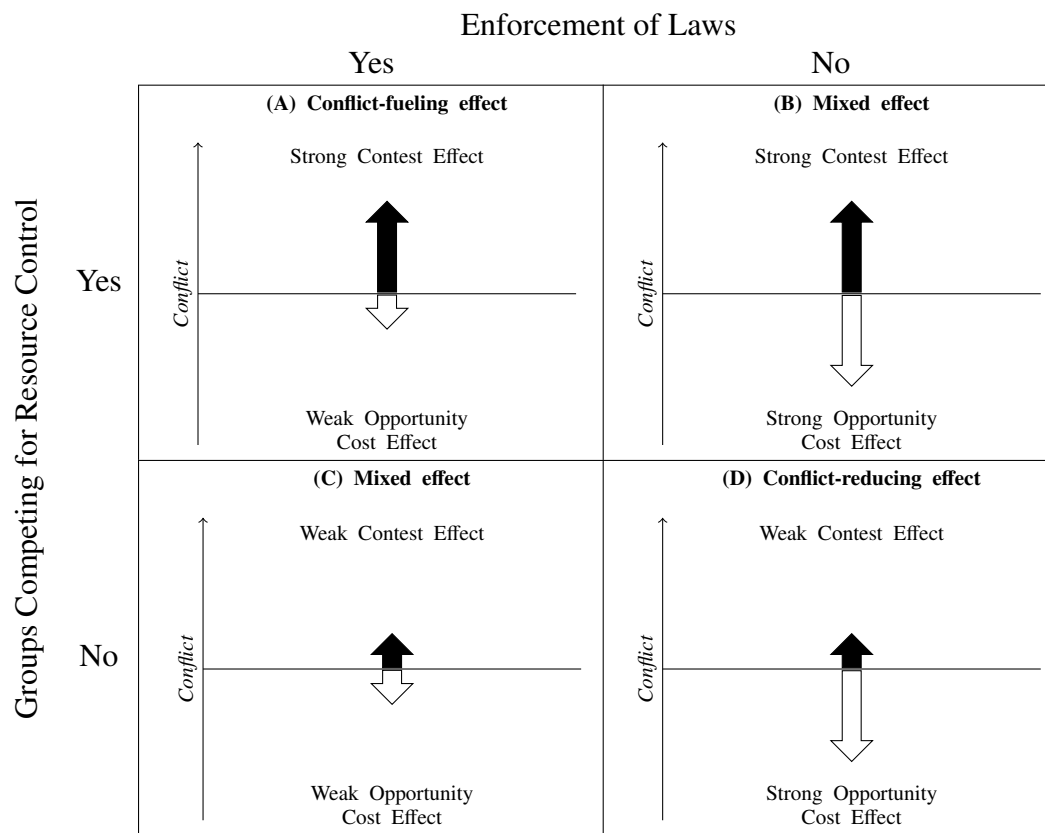 Enforcement of Laws
Yes
No
Groups Competing for Resource Control
Yes
(A) Conflict-fueling effect
Strong Contest Effect
Conflict
Weak Opportunity
Cost Effect
(B) Mixed effect
Strong Contest Effect
Conflict
Strong Opportunity
Cost Effect
No
(C) Mixed effect
Weak Contest Effect
Conflict
Weak Opportunity
Cost Effect
(D) Conflict-reducing effect
Weak Contest Effect
Conflict
Strong Opportunity
Cost Effect